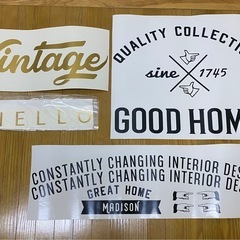 Vintage
HELLO
QUALITY COLLECTI
sine 1745
GOOD HOM
CONSTANTLY CHANGING INTERIOR DES
CONSTANTLY CHANGING INTERIOR DES
GREAT HOME
MADISON